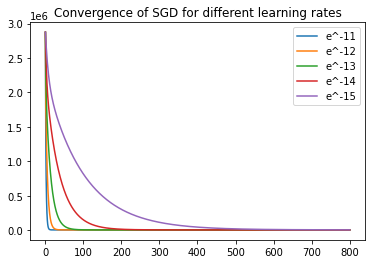 Convergence of SGD for different learning rates
1e6
3.0
2.5
2.0
1.5
1.0
0.5
0.0
0 100 200 300 400 500 600 700 800
e^-11
e^-12
e^-13
e^-14
e^-15